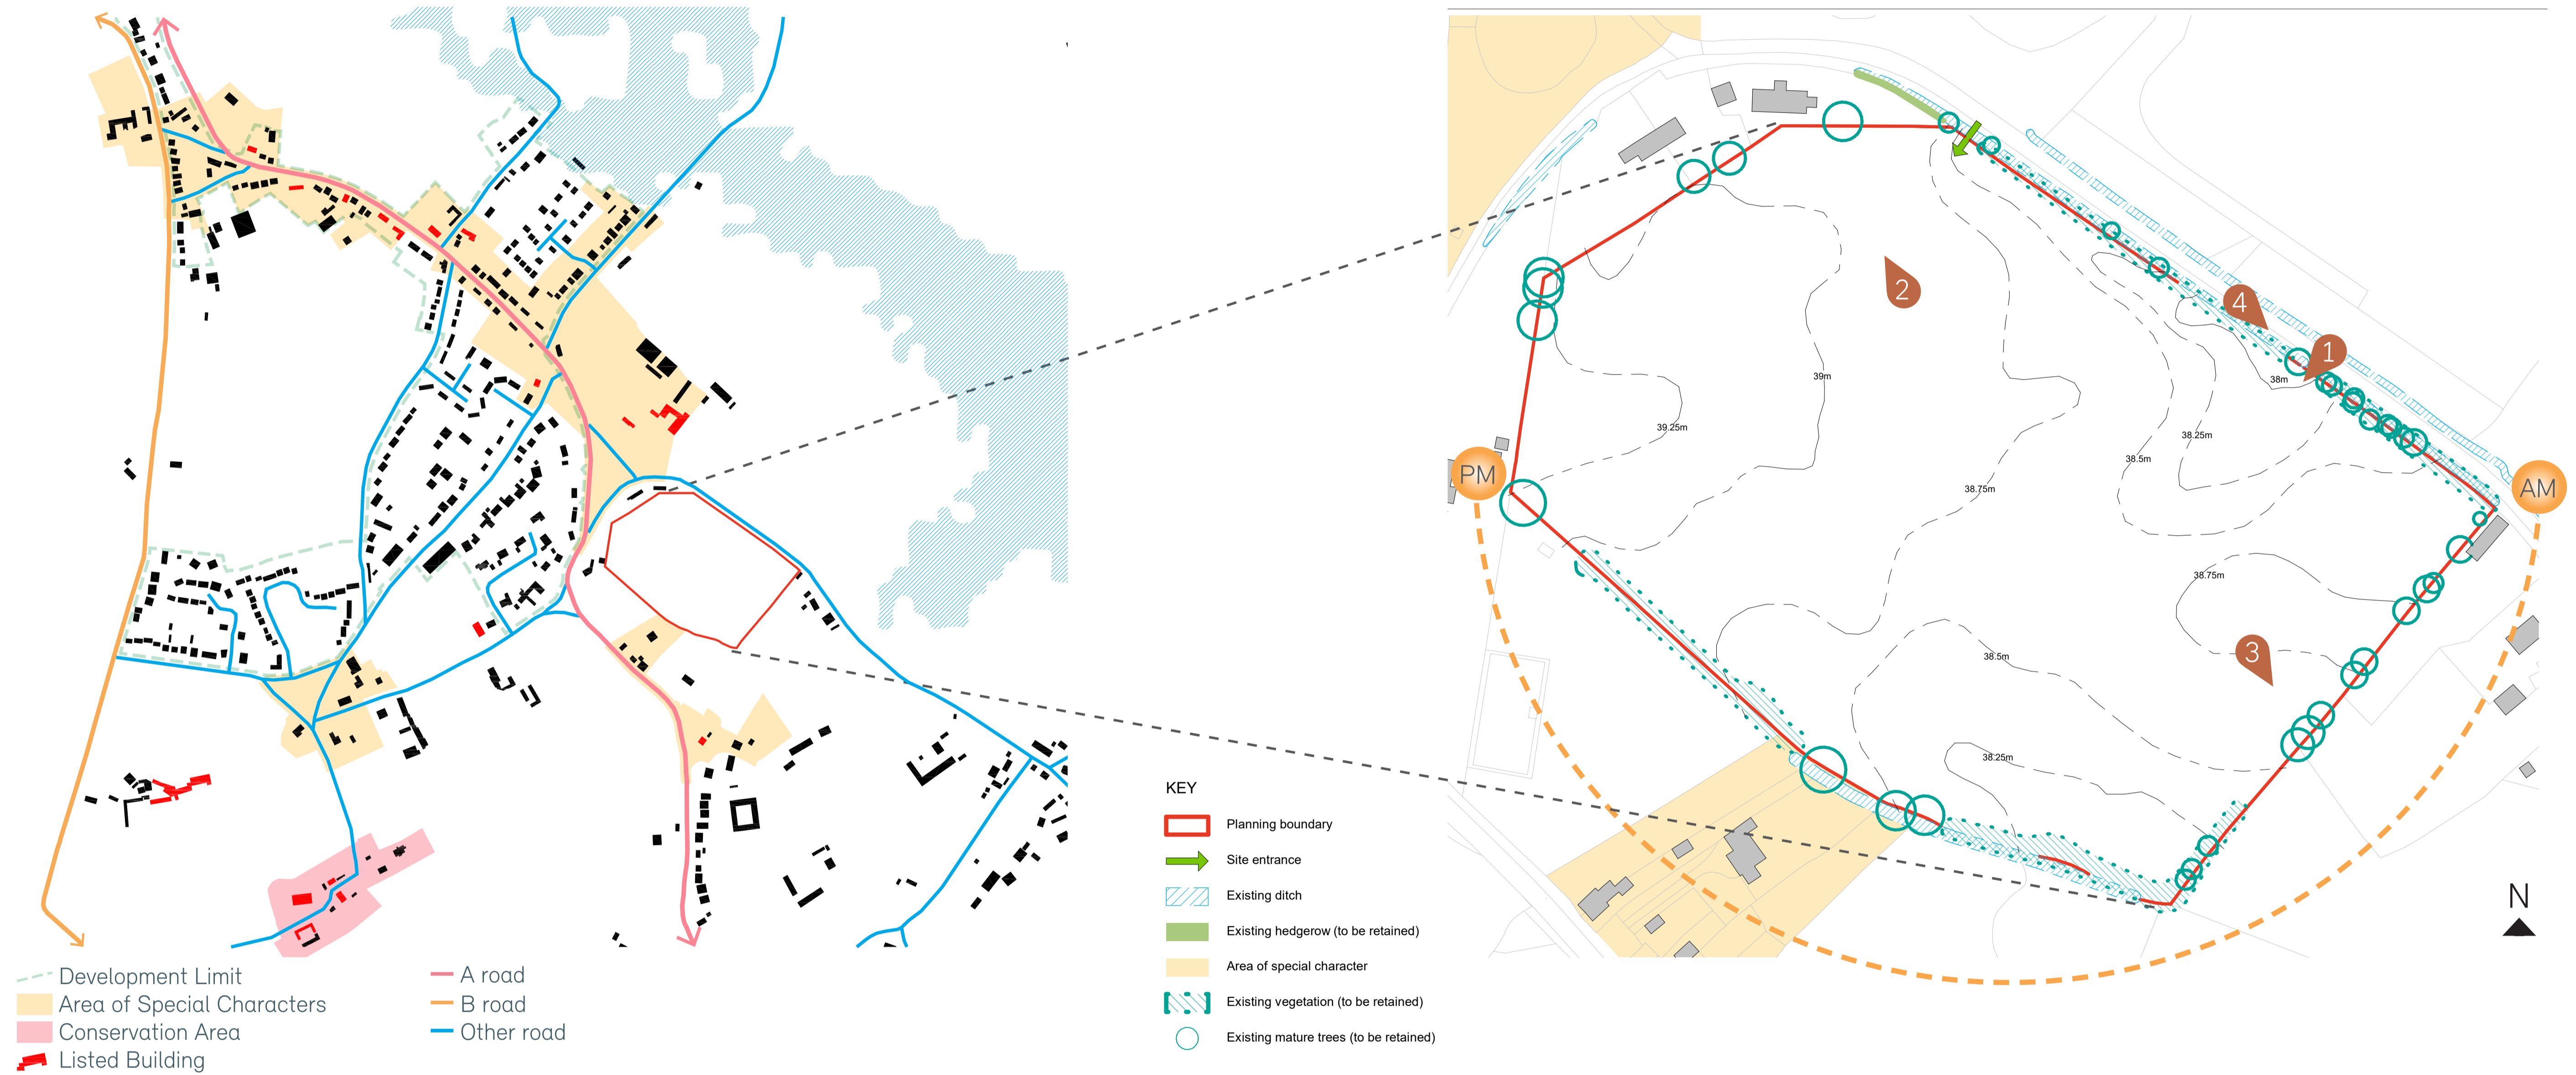 Development Limit
Area of Special Characters
Conservation Area
Listed Building
A road
B road
Other road
KEY
Planning boundary
Site entrance
Existing ditch
Existing hedgerow (to be retained)
Area of special character
Existing vegetation (to be retained)
Existing mature trees (to be retained)
2
4
1
39m
38m
39.25m
38.25m
38.5m
PM
AM
38.75m
38.75m
3
38.5m
38.25m
N